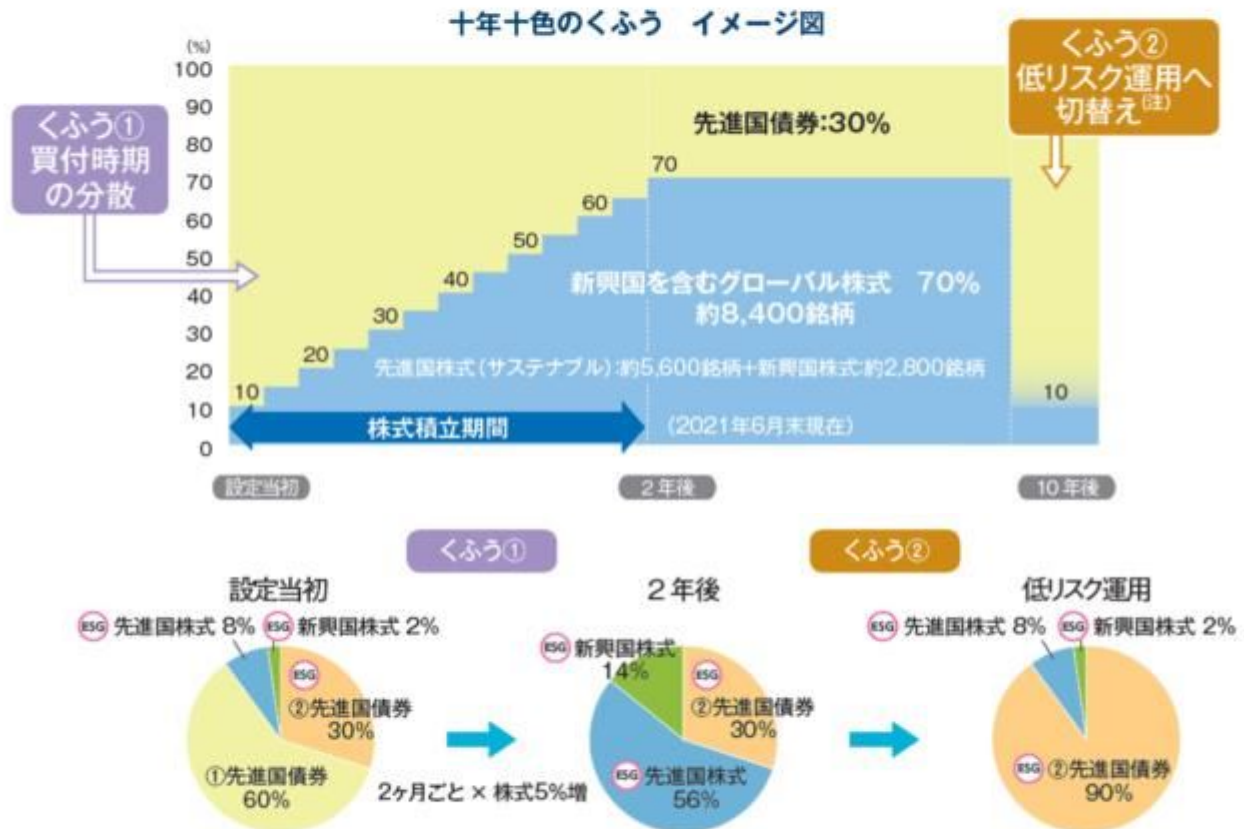 十年十色のくふう イメージ図
(%)
100
90
80
70
60
50
40
30
20
10
0
くふう①
買付時期
の分散
くふう②
低リスク運用へ
切替え(注)
先進国債券:30%
10
20
30
40
50
60
70
10
新興国を含むグローバル株式 70%
約8,400銘柄
先進国株式(サステナブル):約5,600銘柄+新興国株式:約2,800銘柄
株式積立期間
(2021年6月末現在)
設定当初
2年後
10年後
くふう①
くふう②
設定当初
ESG 先進国株式 8% ESG 新興国株式 2%
ESG
②先進国債券
30%
①先進国債券
60%
2ヶ月ごと × 株式5%増
2年後
ESG 新興国株式
14%
ESG
②先進国債券
30%
ESG 先進国株式
56%
低リスク運用
ESG 先進国株式 8% ESG 新興国株式 2%
ESG ②先進国債券
90%